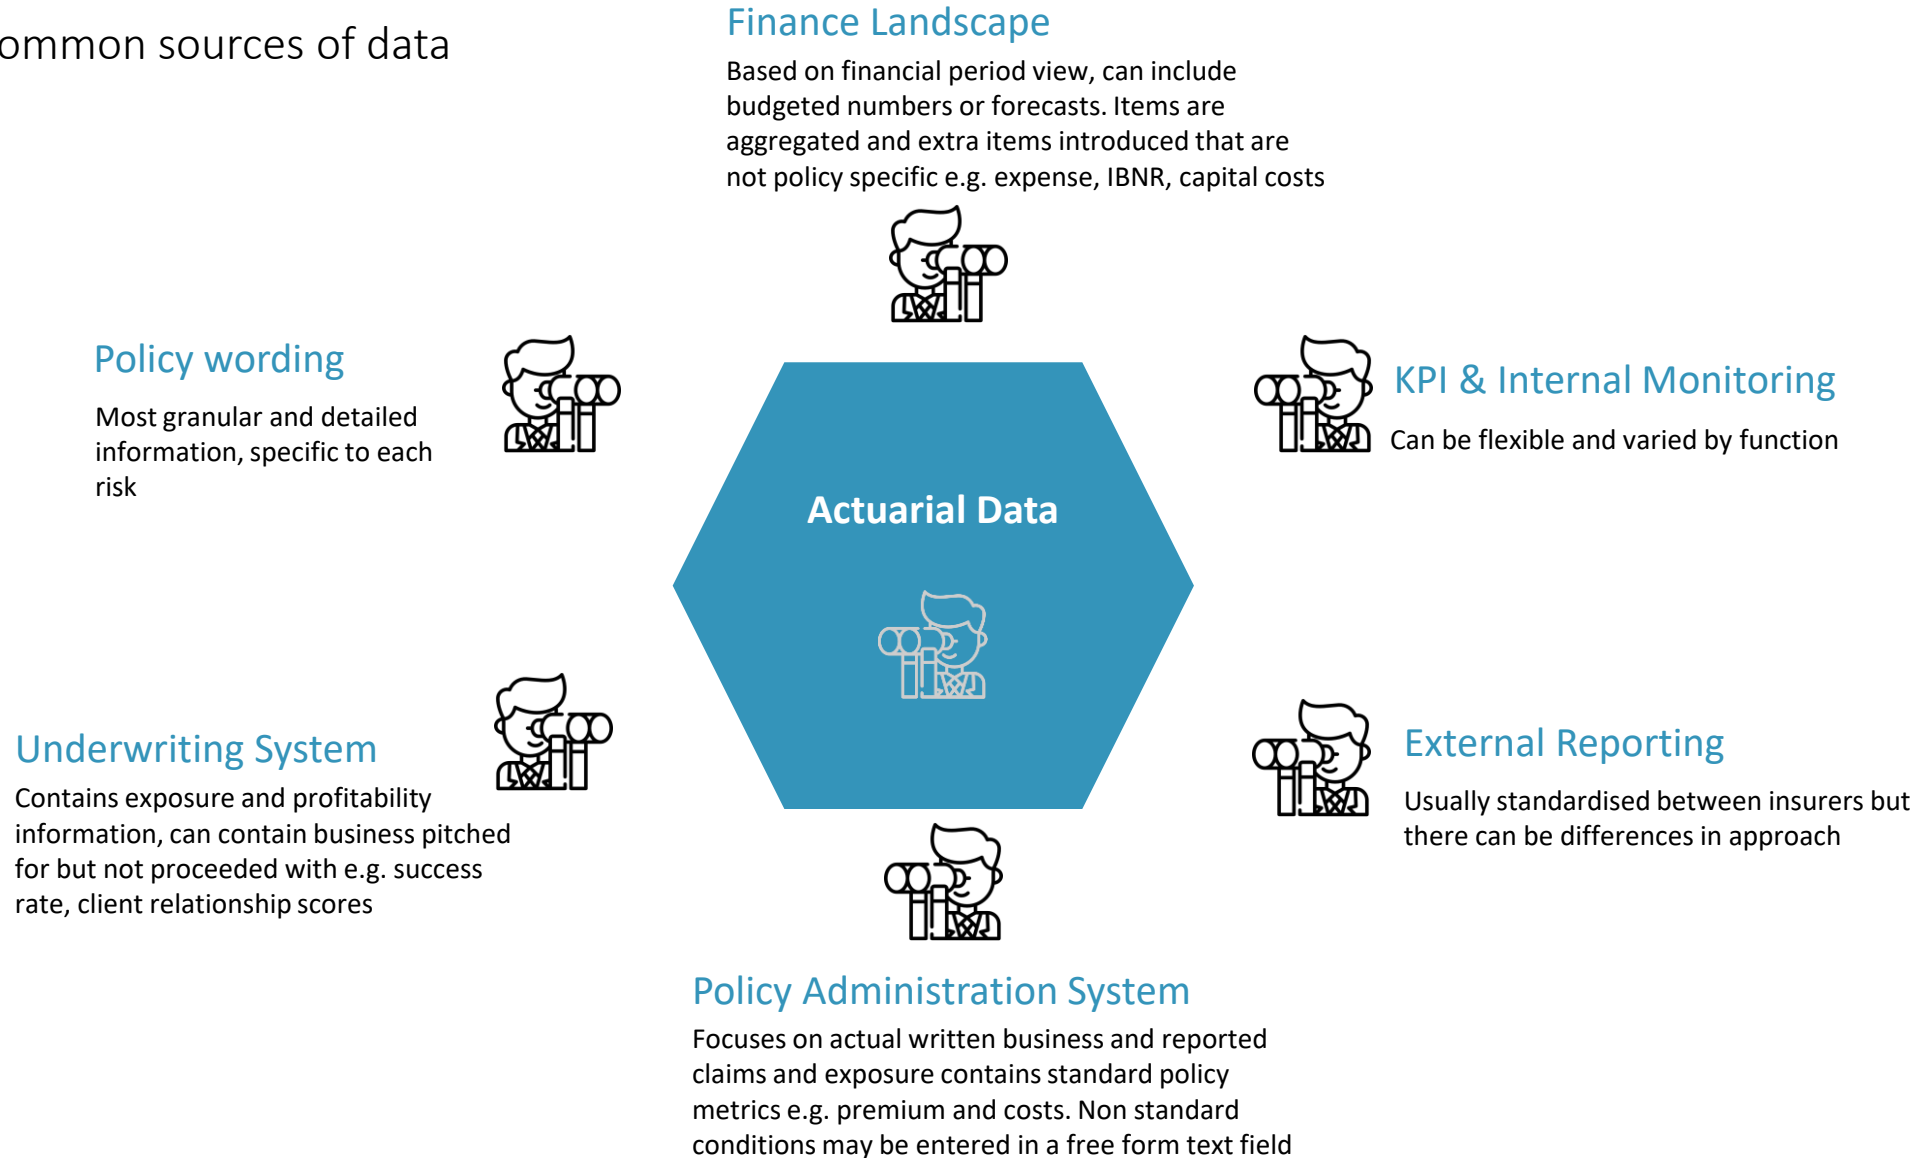 ommon sources of data
Finance Landscape
Based on financial period view, can include
budgeted numbers or forecasts. Items are
aggregated and extra items introduced that are
not policy specific e.g. expense, IBNR, capital costs
Policy wording
Most granular and detailed
information, specific to each
risk
KPI & Internal Monitoring
Can be flexible and varied by function
Actuarial Data
Underwriting System
Contains exposure and profitability
information, can contain business pitched
for but not proceeded with e.g. success
rate, client relationship scores
External Reporting
Usually standardised between insurers but
there can be differences in approach
Policy Administration System
Focuses on actual written business and reported
claims and exposure contains standard policy
metrics e.g. premium and costs. Non standard
conditions may be entered in a free form text field